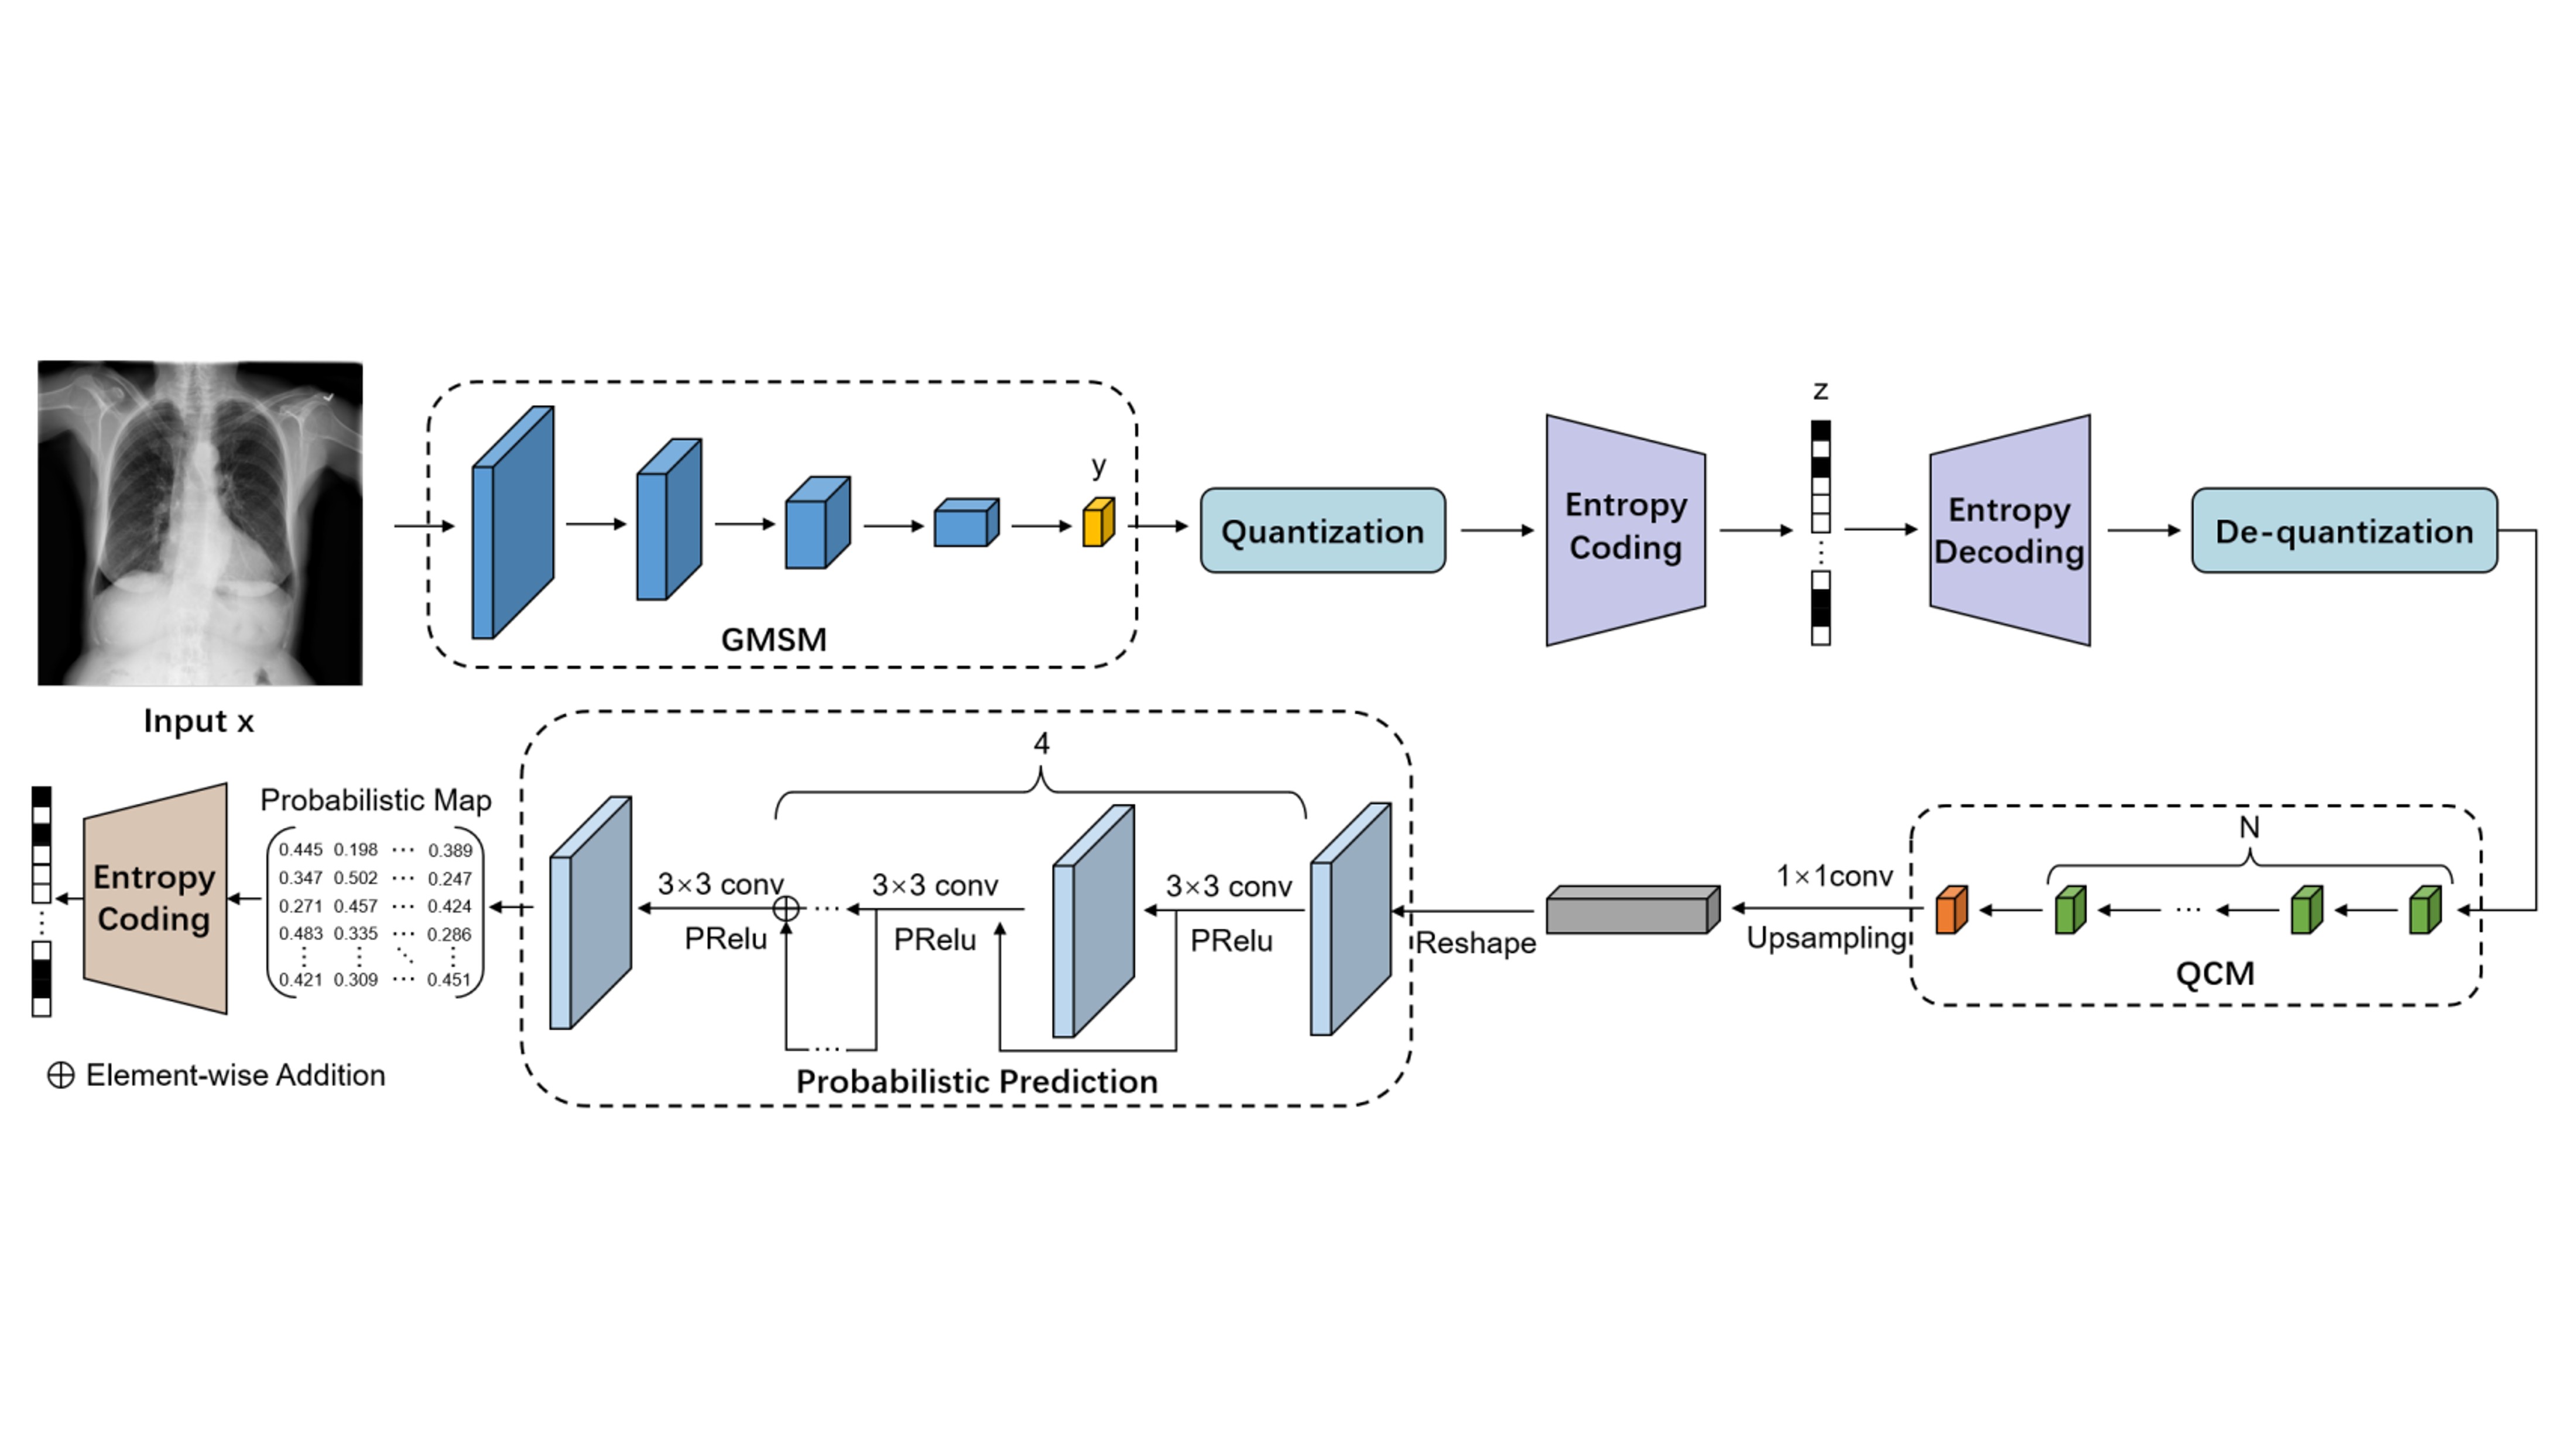 Input x
GMSM
y
Quantization
Entropy
Coding
z
Entropy
Decoding
De-quantization
N
QCM
1×1conv
Upsampling
Reshape
4
3×3 conv
PRelu
3×3 conv
PRelu
3×3 conv
PRelu
Probabilistic Prediction
Probabilistic Map
0.445 0.198 ··· 0.389
0.347 0.502 ··· 0.247
0.271 0.457 ··· 0.424
0.483 0.335 ··· 0.286
0.421 0.309 ··· 0.451
Entropy
Coding
⊕ Element-wise Addition